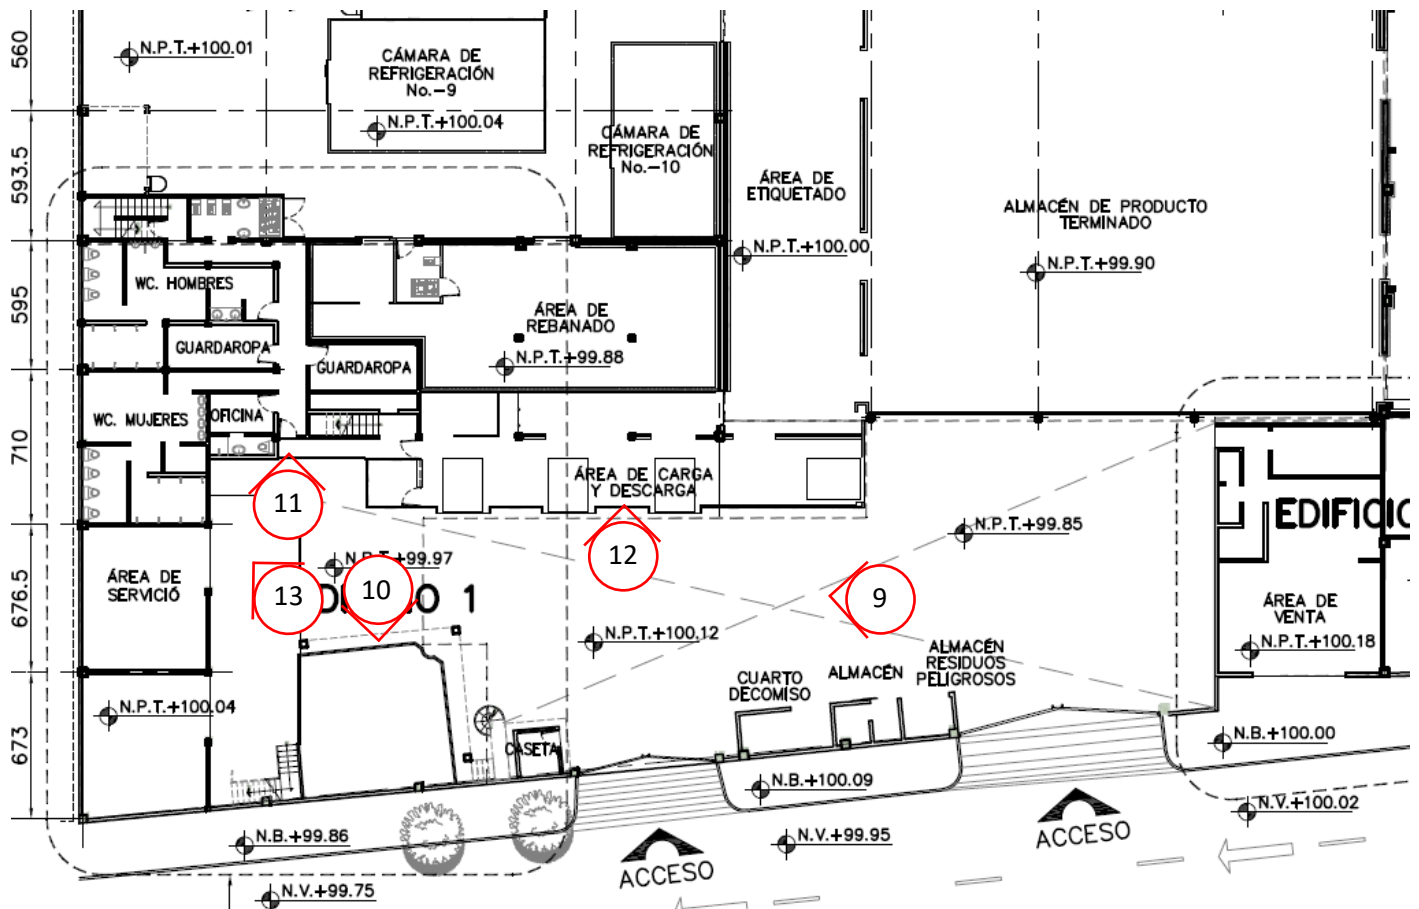 560
593.5
595
710
676.5
673
N.P.T.+100.01
CÁMARA DE
REFRIGERACIÓN
No.-9
N.P.T.+100.04
CÁMARA DE
REFRIGERACIÓN
No.-10
ÁREA DE
ETIQUETADO
N.P.T.+100.00
ALMACÉN DE PRODUCTO
TERMINADO
N.P.T.+99.90
WC. HOMBRES
GUARDAROPA
GUARDAROPA
ÁREA DE
REBANADO
N.P.T.+99.88
WC. MUJERES
OFICINA
ÁREA DE CARGA
Y DESCARGA
11
12
N.P.T.+99.85
EDIFICIO
ÁREA DE
SERVICIÓ
N.P.T.+99.97
13
10
1
9
ÁREA DE
VENTA
N.P.T.+100.18
N.P.T.+100.12
ALMACÉN
RESIDUOS
PELIGROSOS
ALMACÉN
CUARTO
DECOMISO
N.P.T.+100.04
CASETA
N.B.+100.00
N.B.+100.09
N.V.+100.02
N.B.+99.86
N.V.+99.95
ACCESO
ACCESO
N.V.+99.75